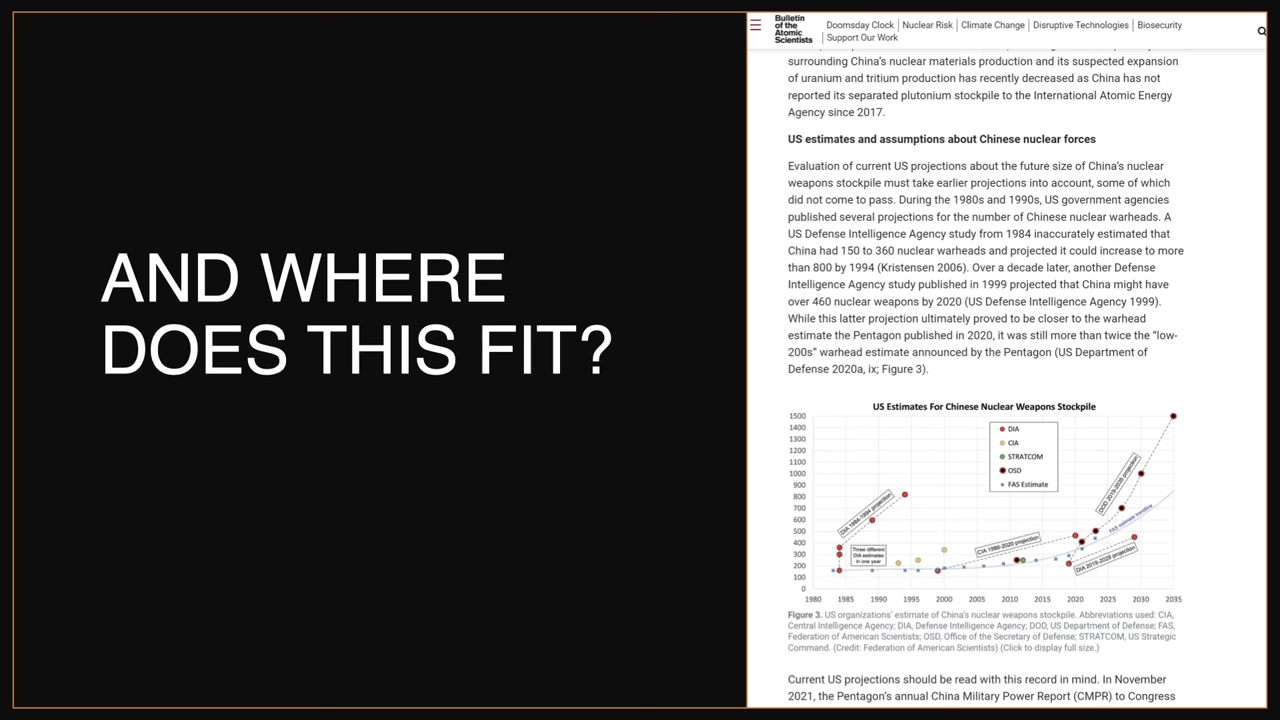 AND WHERE
DOES THIS FIT?
Bulletin
of the
Atomic
Scientists
Doomsday Clock
Nuclear Risk
Climate Change
Disruptive Technologies
Biosecurity
Support Our Work
surrounding China's nuclear materials production and its suspected expansion
of uranium and tritium production has recently decreased as China has not
reported its separated plutonium stockpile to the International Atomic Energy
Agency since 2017.
US estimates and assumptions about Chinese nuclear forces
Evaluation of current US projections about the future size of China's nuclear
weapons stockpile must take earlier projections into account, some of which
did not come to pass. During the 1980s and 1990s, US government agencies
published several projections for the number of Chinese nuclear warheads. A
US Defense Intelligence Agency study from 1984 inaccurately estimated that
China had 150 to 360 nuclear warheads and projected it could increase to more
than 800 by 1994 (Kristensen 2006). Over a decade later, another Defense
Intelligence Agency study published in 1999 projected that China might have
over 460 nuclear weapons by 2020 (US Defense Intelligence Agency 1999).
While this latter projection ultimately proved to be closer to the warhead
estimate the Pentagon published in 2020, it was still more than twice the “low-
200s” warhead estimate announced by the Pentagon (US Department of
Defense 2020a, ix; Figure 3).
US Estimates For Chinese Nuclear Weapons Stockpile
1500
1400
1300
1200
1100
1000
900
800
700
600
500
400
300
200
100
0
DIA
CIA
STRATCOM
OSD
FAS Estimate
DIA 1984-1994 projection
Three different
DIA estimates
in one year
CIA 1999-2020 projection
DOD 2019-2035 projection
FAS estimate trendline
DIA 2019-2029 projection
1980
1985
1990
1995
2000
2005
2010
2015
2020
2025
2030
2035
Figure 3. US organizations' estimate of China's nuclear weapons stockpile. Abbreviations used: CIA,
Central Intelligence Agency; DIA, Defense Intelligence Agency; DOD, US Department of Defense; FAS,
Federation of American Scientists; OSD, Office of the Secretary of Defense; STRATCOM, US Strategic
Command. (Credit: Federation of American Scientists) (Click to display full size.)
Current US projections should be read with this record in mind. In November
2021, the Pentagon's annual China Military Power Report (CMPR) to Congress